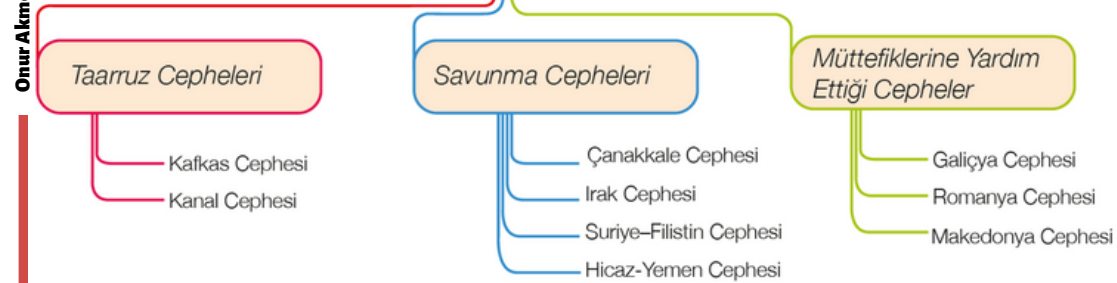 Onur
Taarruz Cepheleri
Kafkas Cephesi
Kanal Cephesi
Savunma Cepheleri
Çanakkale Cephesi
Irak Cephesi
Suriye–Filistin Cephesi
Hicaz-Yemen Cephesi
Müttefiklerine Yardım
Ettiği Cepheler
Galiçya Cephesi
Romanya Cephesi
Makedonya Cephesi